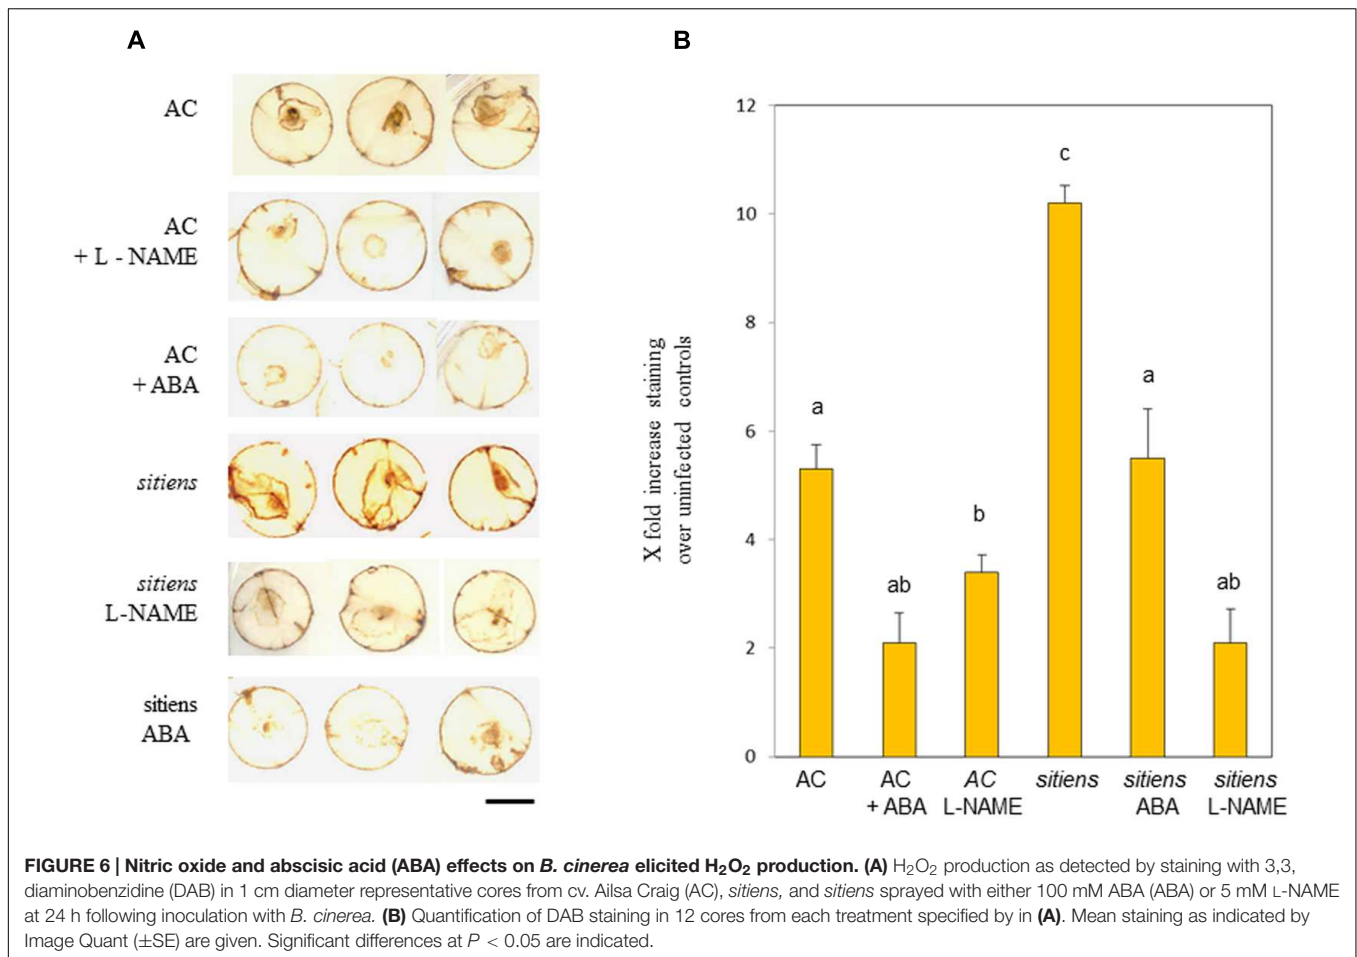 A
AC
AC
+ L - NAME
AC
+ ABA
sitiens
sitiens
L-NAME
sitiens
ABA
B
X fold increase staining
over uninfected controls
12
10
8
6
4
2
0
a
ab
b
c
a
ab
AC
AC
+ ABA
AC
L-NAME
sitiens
sitiens
ABA
sitiens
L-NAME
FIGURE 6 | Nitric oxide and abscisic acid (ABA) effects on B. cinerea elicited H₂O₂ production. (A) H₂O₂ production as detected by staining with 3,3,
diaminobenzidine (DAB) in 1 cm diameter representative cores from cv. Ailsa Craig (AC), sitiens, and sitiens sprayed with either 100 mM ABA (ABA) or 5 mM L-NAME
at 24 h following inoculation with B. cinerea. (B) Quantification of DAB staining in 12 cores from each treatment specified by in (A). Mean staining as indicated by
Image Quant (±SE) are given. Significant differences at P < 0.05 are indicated.